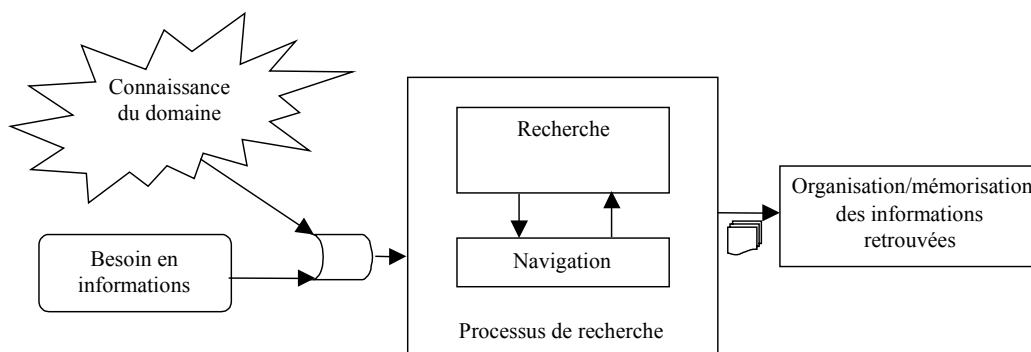 Connaissance
du domaine
Besoin en
informations
Recherche
Navigation
Processus de recherche
Organisation/mémorisation
des informations
retrouvées